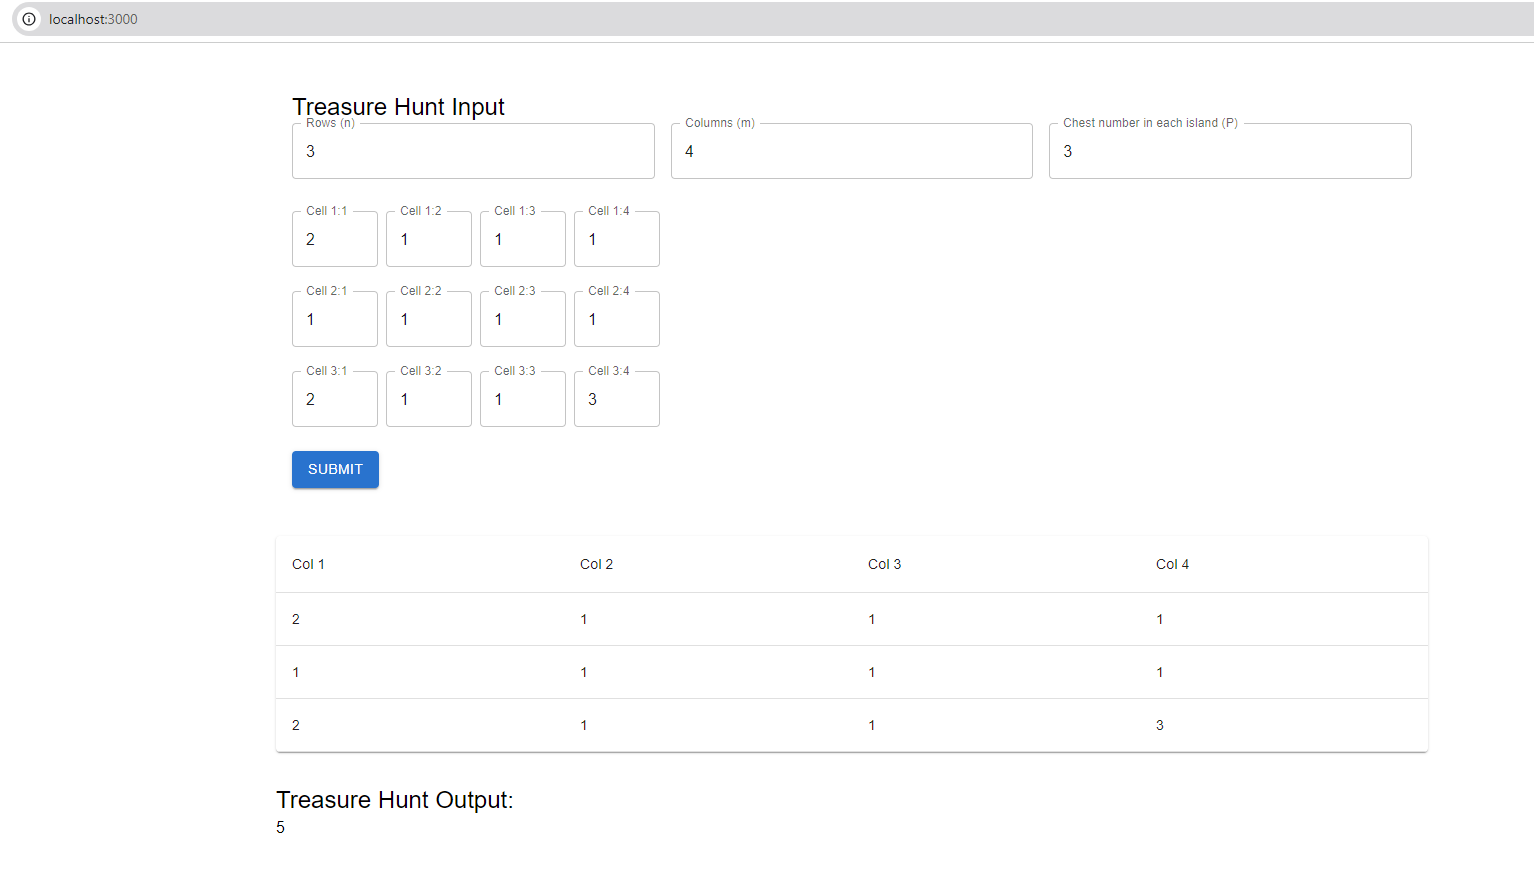 localhost:3000
Treasure Hunt Input
Rows (n) Columns (m) Chest number in each island (P)
3 4 3
Cell 1:1 Cell 1:2 Cell 1:3 Cell 1:4
2 1 1 1
Cell 2:1 Cell 2:2 Cell 2:3 Cell 2:4
1 1 1 1
Cell 3:1 Cell 3:2 Cell 3:3 Cell 3:4
2 1 1 3
SUBMIT
Col 1 Col 2 Col 3 Col 4
2 1 1 1
1 1 1 1
2 1 1 3
Treasure Hunt Output:
5